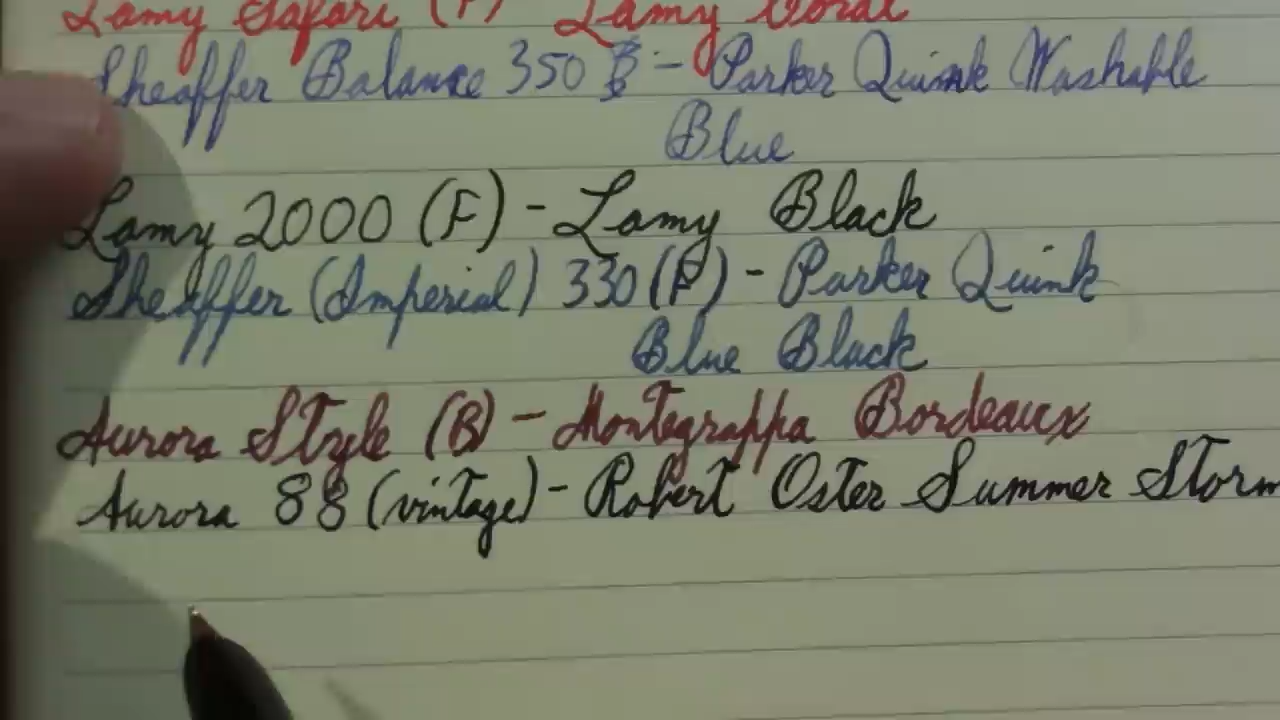 Lamy Safari (F) Lamy Coral
Sheaffer Balance 350 B - Parker Quink Washable
Blue
Lamy 2000 (F) - Lamy Black
Sheaffer (Imperial) 330 (F) - Parker Quink
Blue Black
Aurora Style (B) - Montegrappa Bordeaux
Aurora 88 (vintage) - Robert Oster Summer Storm